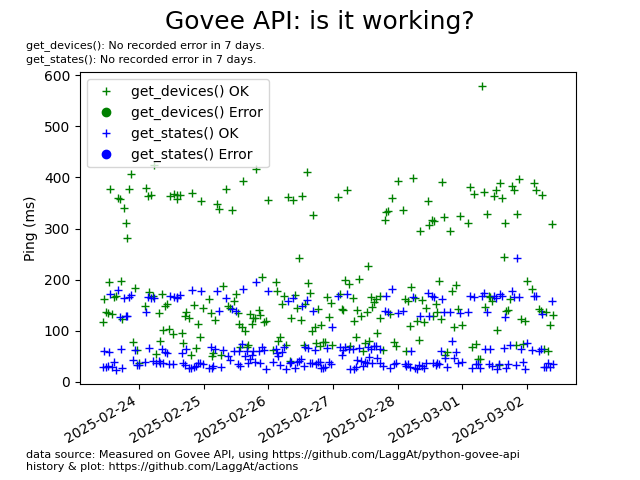 Govee API: is it working?
get_devices(): No recorded error in 7 days.
get_states(): No recorded error in 7 days.
600
500
400
300
200
100
0
Ping (ms)
get_devices() OK
get_devices() Error
get_states() OK
get_states() Error
2025-02-24
2025-02-25
2025-02-26
2025-02-27
2025-02-28
2025-03-01
2025-03-02
data source: Measured on Govee API, using https://github.com/LaggAt/python-govee-api
history & plot: https://github.com/LaggAt/actions